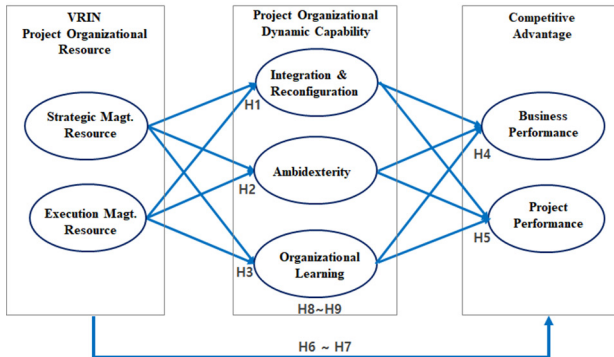 VRIN
Project Organizational
Resource
Strategic Magt.
Resource
Execution Magt.
Resource
Project Organizational
Dynamic Capability
Integration &
Reconfiguration
H1
Ambidexterity
H2
Organizational
Learning
H3
H8~H9
Competitive
Advantage
Business
Performance
H4
Project
Performance
H5
H6 ~ H7